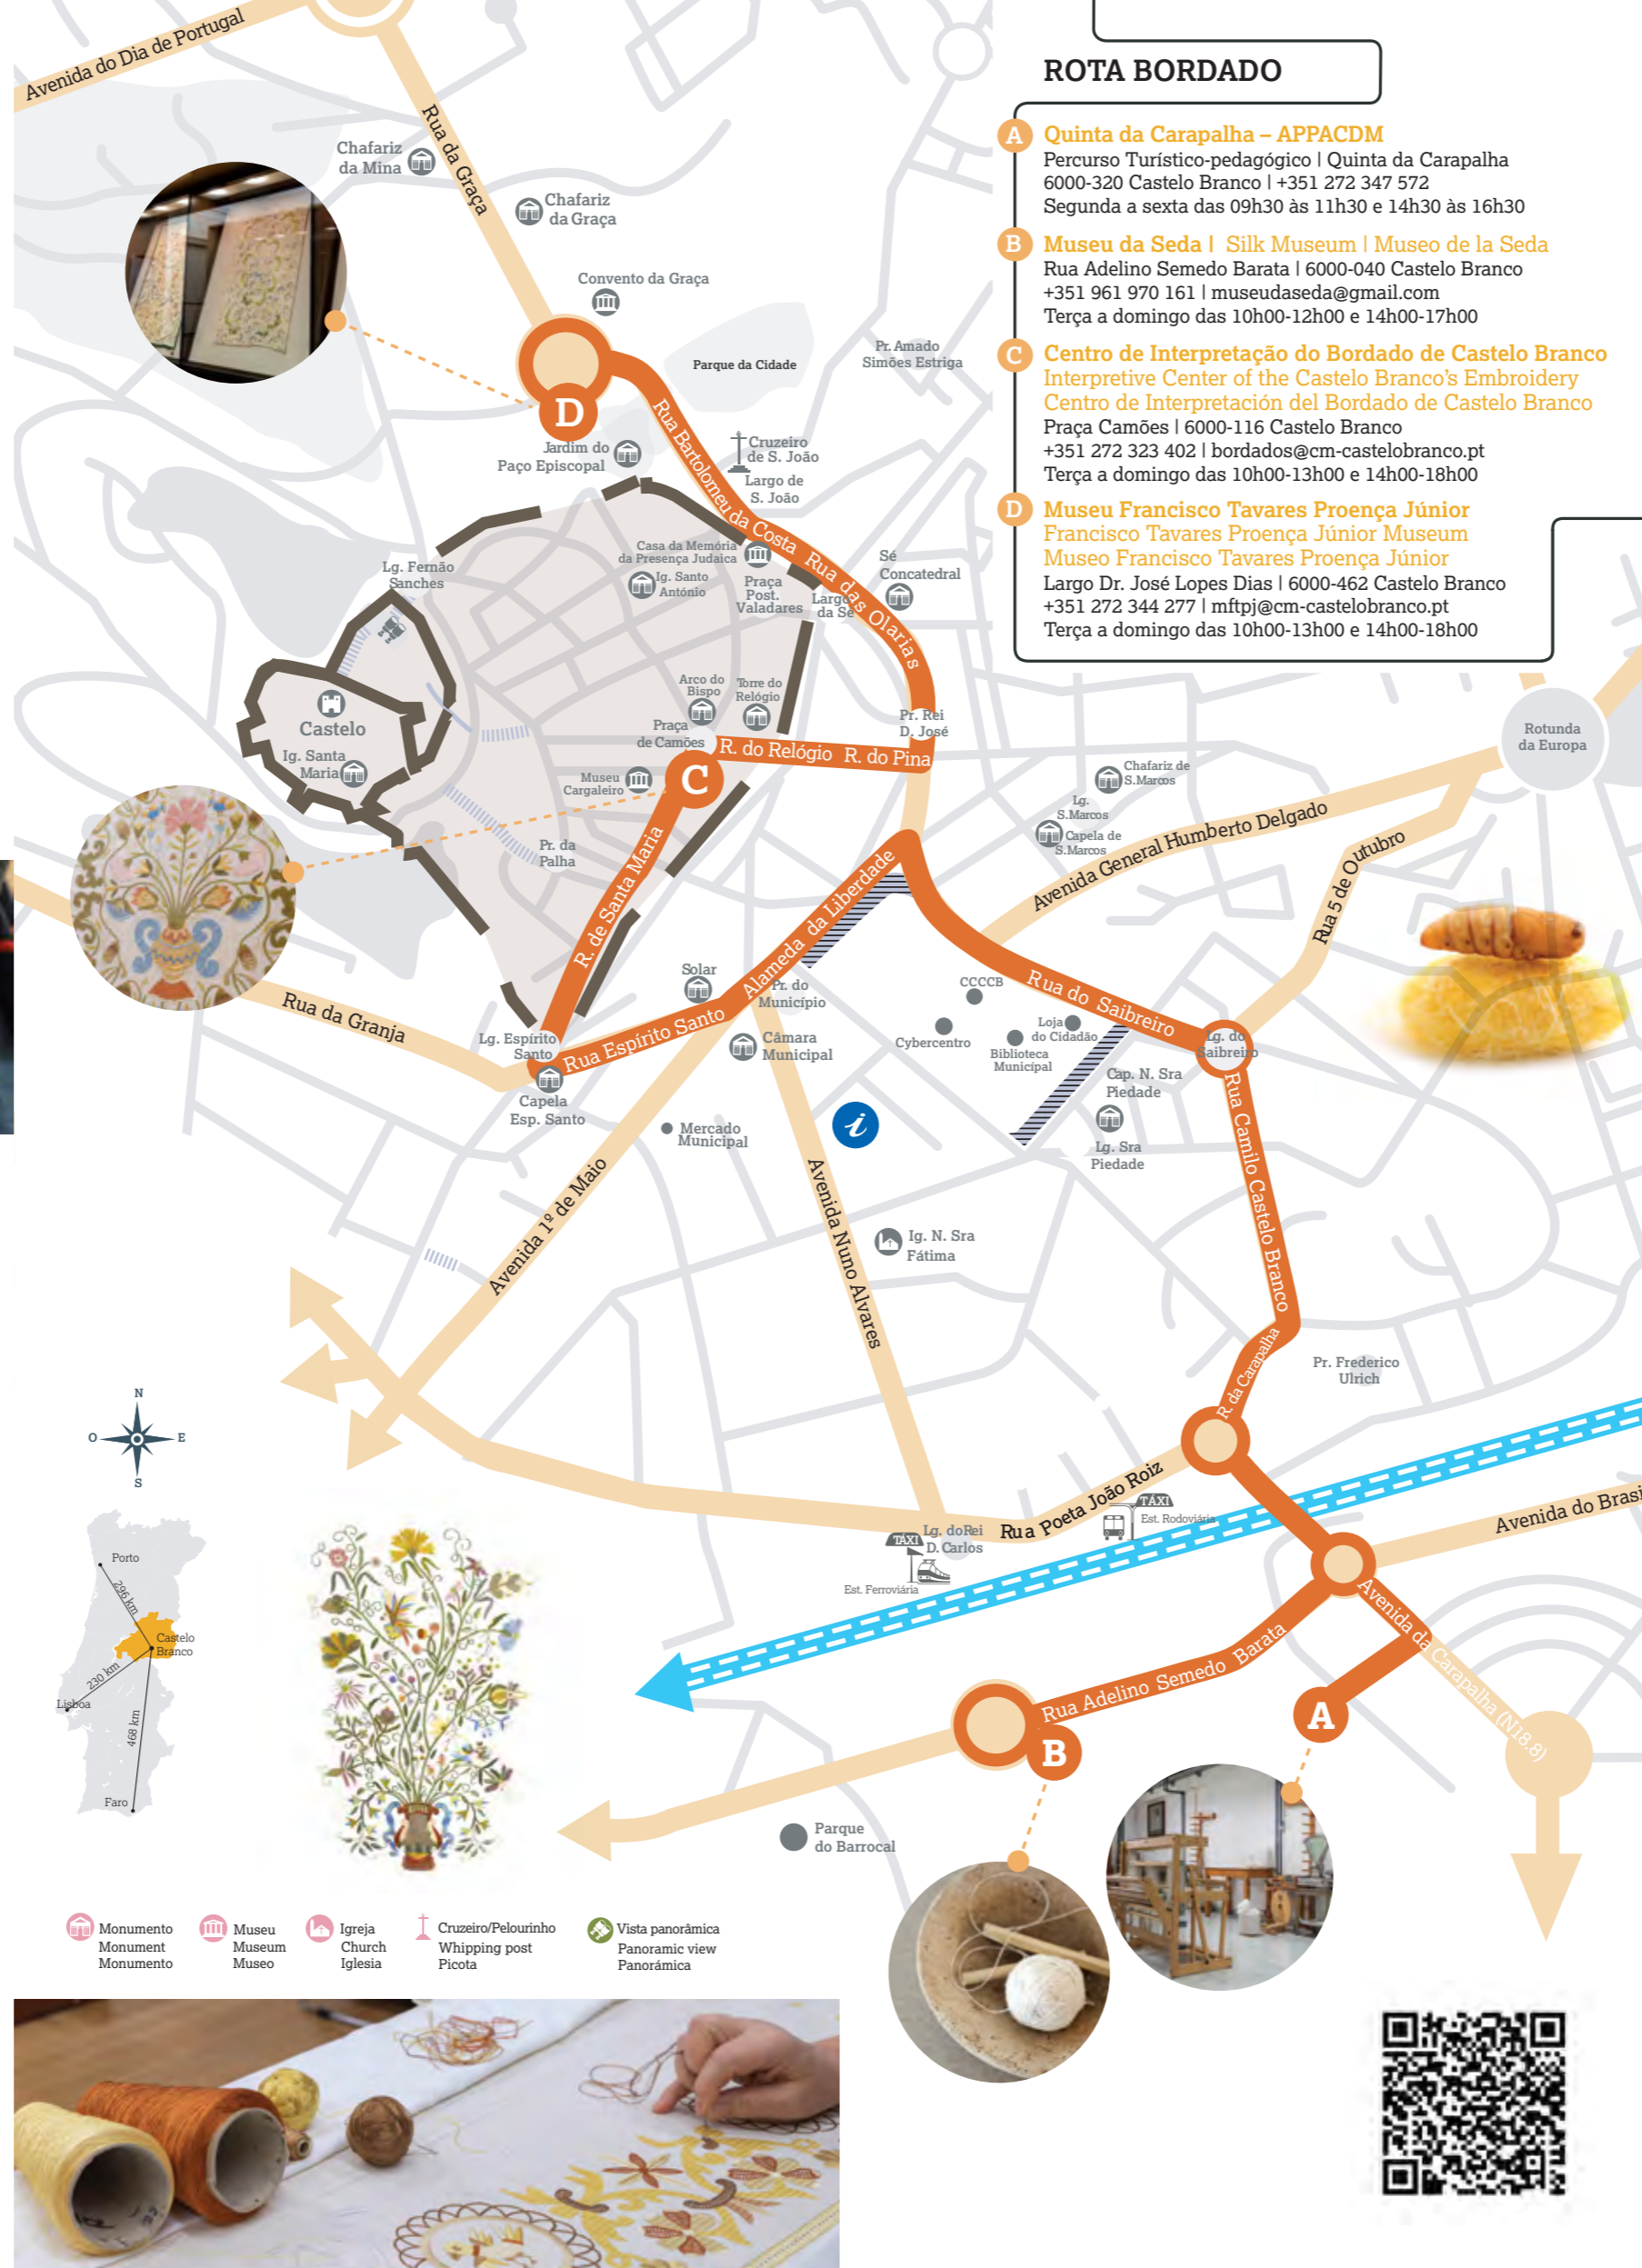 Avenida do Dia de Portugal
Rua da Graça
Chafariz
da Mina
Chafariz
da Graça
Convento da Graça
Parque da Cidade
Pr. Amado
Simões Estriga
D
Jardim do
Paço Episcopal
Rua Bartolomeu da Costa
Cruzeiro
de S. João
Largo de
S. João
ROTA BORDADO
A
Quinta da Carapalha – APPACDM
Percurso Turístico-pedagógico | Quinta da Carapalha
6000-320 Castelo Branco | +351 272 347 572
Segunda a sexta das 09h30 às 11h30 e 14h30 às 16h30
B
Museu da Seda | Silk Museum | Museo de la Seda
Rua Adelino Semedo Barata | 6000-040 Castelo Branco
+351 961 970 161 | museudaseda@gmail.com
Terça a domingo das 10h00-12h00 e 14h00-17h00
C
Centro de Interpretação do Bordado de Castelo Branco
Interpretive Center of the Castelo Branco's Embroidery
Centro de Interpretación del Bordado de Castelo Branco
Praça Camões | 6000-116 Castelo Branco
+351 272 323 402 | bordados@cm-castelobranco.pt
Terça a domingo das 10h00-13h00 e 14h00-18h00
D
Museu Francisco Tavares Proença Júnior
Francisco Tavares Proença Júnior Museum
Museo Francisco Tavares Proença Júnior
Largo Dr. José Lopes Dias | 6000-462 Castelo Branco
+351 272 344 277 | mftpj@cm-castelobranco.pt
Terça a domingo das 10h00-13h00 e 14h00-18h00
Casa da Memória
da Presença Judaica
Ig. Santo
António
Praça
Post.
Valadares
Largo
da Sé
Rua das Olarias
Sé
Concatedral
Lg. Fernão
Sanches
Castelo
Ig. Santa
Maria
Arco do
Bispo
Torre do
Relógio
Praça
de Camões
R. do Relógio
R. do Pina
Pr. Rei
D. José
Museu
Cargaleiro
C
Pr. da
Palha
R. de Santa Maria
Rotunda
da Europa
Chafariz de
S.Marcos
Lg.
S.Marcos
Capela de
S.Marcos
Avenida General Humberto Delgado
Rua 5 de Outubro
Rua da Granja
Lg. Espírito
Santo
Capela
Esp. Santo
Rua Espírito Santo
Solar
Alameda da Liberdade
Pr. do
Município
Câmara
Municipal
Mercado
Municipal
i
CCCCB
Cybercentro
Loja
do Cidadão
Biblioteca
Municipal
Rua do Saibreiro
Lg. do
Saibreiro
Cap. N. Sra
Piedade
Lg. Sra
Piedade
Rua Camilo Castelo Branco
Avenida 1º de Maio
Avenida Nuno Alvares
Ig. N. Sra
Fátima
R. da Carapalha
Pr. Frederico
Ulrich
Rua Poeta João Roiz
TÁXI
Est. Rodoviária
TÁXI
Lg. doRei
D. Carlos
Est. Ferroviária
Avenida do Brasi
Avenida da Carapalha (N18.8)
Rua Adelino Semedo Barata
A
B
Parque
do Barrocal
N
O
E
S
Porto
296 km
Castelo
Branco
230 km
Lisboa
468 km
Faro
Monumento
Monument
Monumento
Museu
Museum
Museo
Igreja
Church
Iglesia
Cruzeiro/Pelourinho
Whipping post
Picota
Vista panorâmica
Panoramic view
Panorámica